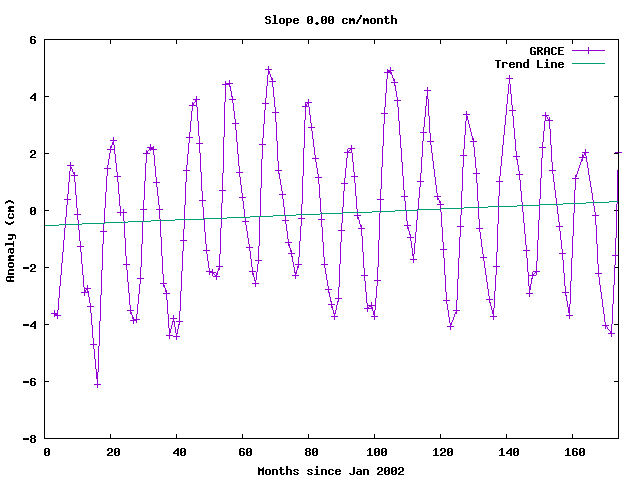 Slope 0.00 cm/month
GRACE
Trend Line
6
4
2
0
-2
-4
-6
-8
Anomaly (cm)
0 20 40 60 80 100 120 140 160
Months since Jan 2002